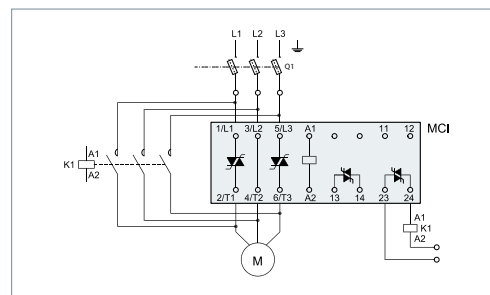 L1 L2 L3
Q1
1/L1 3/L2 5/L3 A1 11 12 MCI
K1 A1
A2
2/T1 4/T2 6/T3 A2 13 14 23 24
A1
K1
A2
M